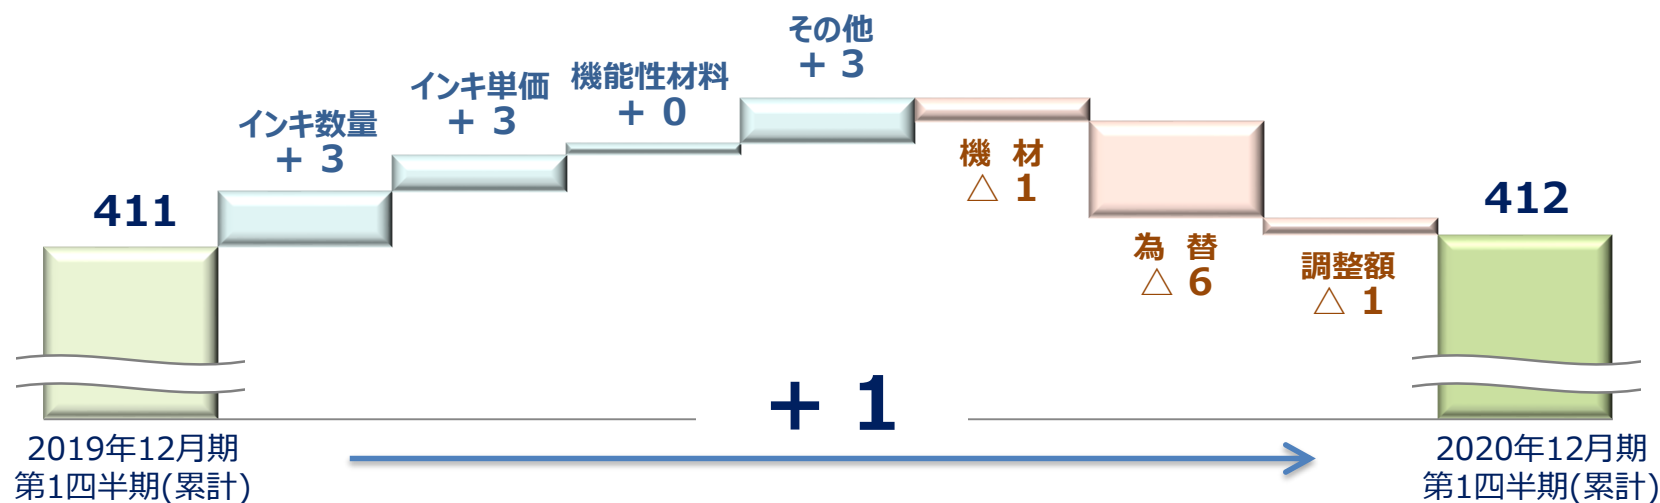 411
インキ数量
+ 3
インキ単価
+ 3
機能性材料
+ 0
その他
+ 3
機 材
△ 1
為 替
△ 6
調整額
△ 1
412
+ 1
2019年12月期
第1四半期(累計)
2020年12月期
第1四半期(累計)